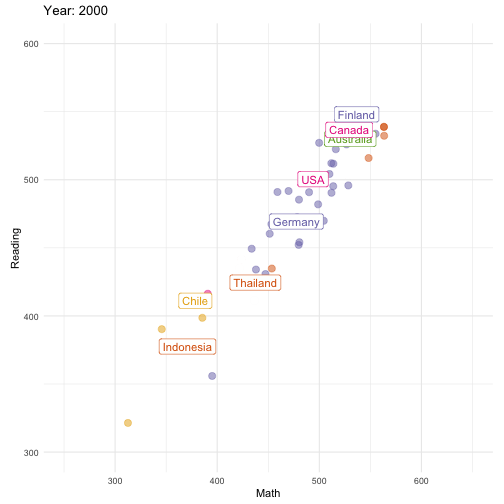 Year: 2000
600
Finland
Canada
Australia
500
USA
Germany
Thailand
Chile
400
Indonesia
300
300
400
500
600
Reading
Math